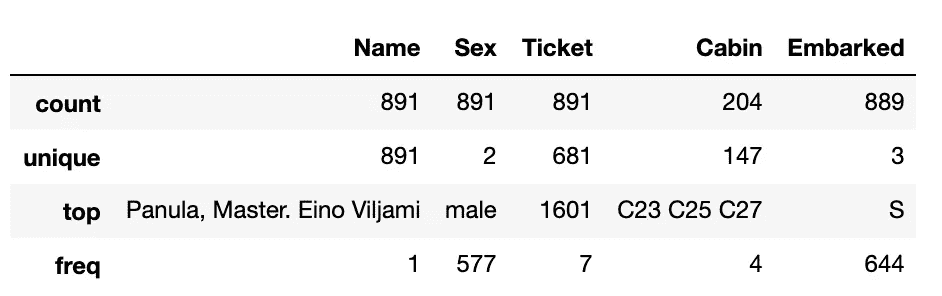 Name Sex Ticket Cabin Embarked
count 891 891 891 204 889
unique 891 2 681 147 3
top Panula, Master. Eino Viljami male 1601 C23 C25 C27 S
freq 1 577 7 4 644